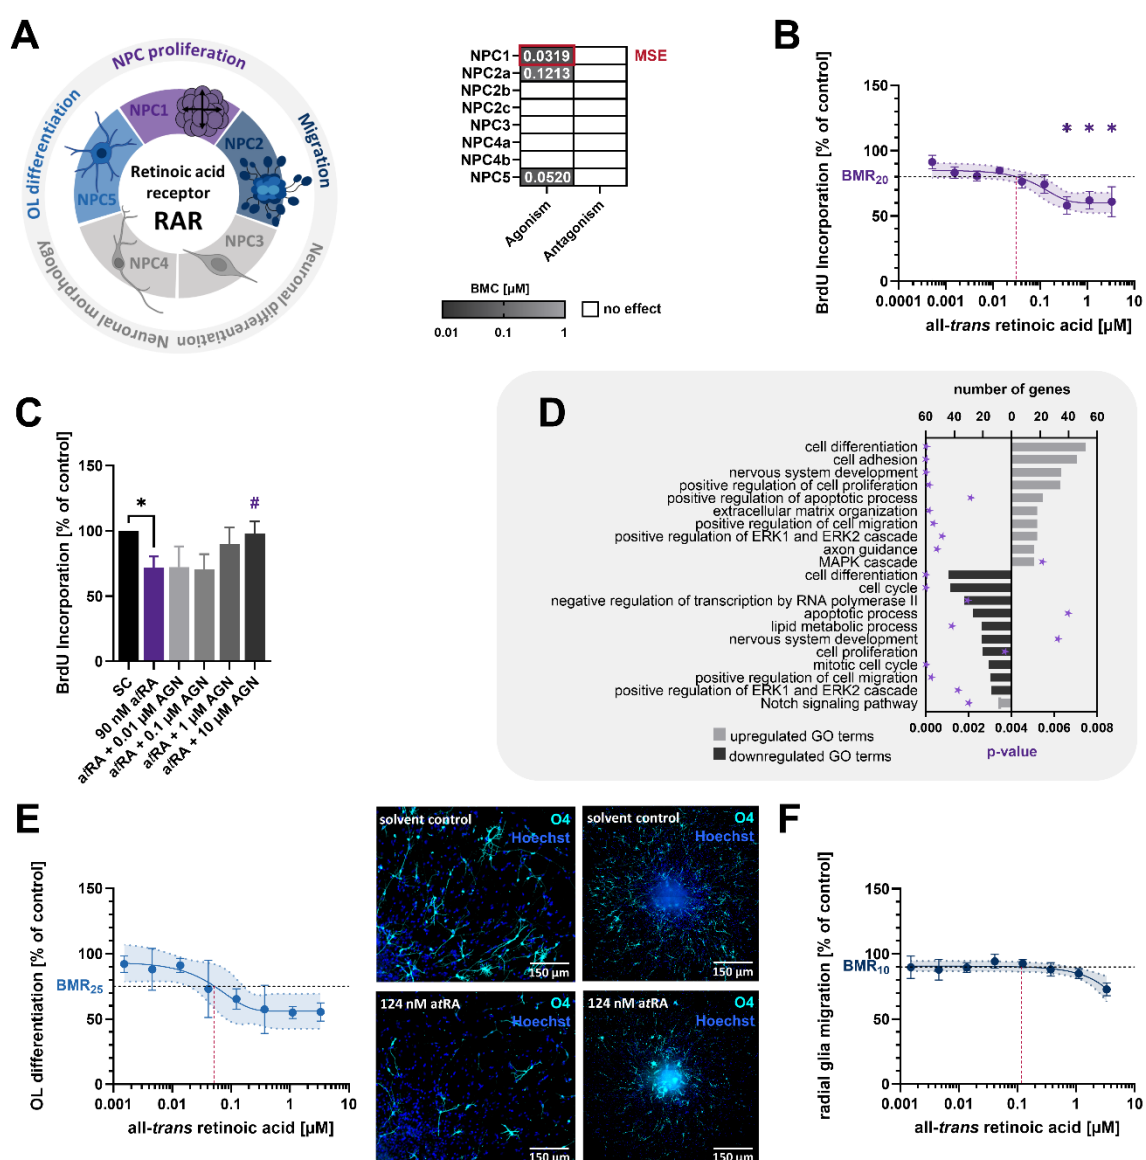 A
NPC proliferation
Migration
Neuronal differentiation
Neuronal morphology
OL differentiation
NPC1
NPC2
NPC3
NPC4
NPC5
Retinoic acid
receptor
RAR
NPC1 0.0319 MSE
NPC2a 0.1213
NPC2b
NPC2c
NPC3
NPC4a
NPC4b
NPC5 0.0520
Agonism
Antagonism
BMC [µM]
0.01 0.1 1
no effect
B
BrdU Incorporation [% of control]
150
100
50
0
BMR20
* * *
0.0001 0.001 0.01 0.1 1 10
all-trans retinoic acid [µM]
C
BrdU Incorporation [% of control]
150
100
50
0
*
#
SC
90 nM atRA
atRA + 0.01 µM AGN
atRA + 0.1 µM AGN
atRA + 1 µM AGN
atRA + 10 µM AGN
D
number of genes
60 40 20 0 20 40 60
cell differentiation
cell adhesion
nervous system development
positive regulation of cell proliferation
positive regulation of apoptotic process
extracellular matrix organization
positive regulation of cell migration
positive regulation of ERK1 and ERK2 cascade
axon guidance
MAPK cascade
cell differentiation
cell cycle
negative regulation of transcription by RNA polymerase II
apoptotic process
lipid metabolic process
nervous system development
cell proliferation
mitotic cell cycle
positive regulation of cell migration
positive regulation of ERK1 and ERK2 cascade
Notch signaling pathway
0.000 0.002 0.004 0.006 0.008
p-value
upregulated GO terms
downregulated GO terms
E
OL differentiation [% of control]
150
100
50
0
BMR25
0.001 0.01 0.1 1 10
all-trans retinoic acid [µM]
solvent control O4
Hoechst
150 µm
solvent control O4
Hoechst
150 µm
124 nM atRA O4
Hoechst
150 µm
124 nM atRA O4
Hoechst
150 µm
F
radial glia migration [% of control]
150
100
50
0
BMR10
0.001 0.01 0.1 1 10
all-trans retinoic acid [µM]